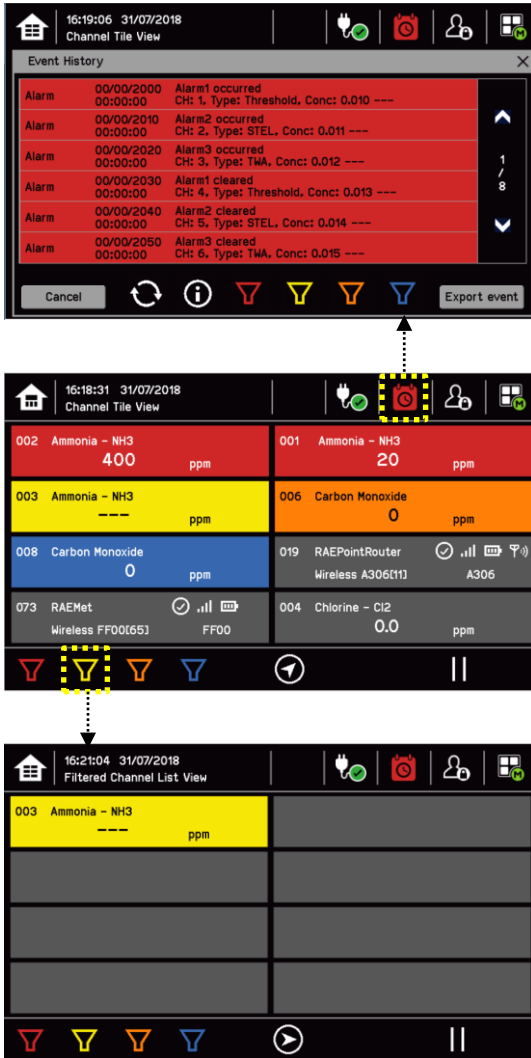 16:19:06 31/07/2018
Channel Tile View
M
Event History
Alarm 00/00/2000 Alarm1 occurred
00:00:00 CH: 1, Type: Threshold, Conc: 0.010 ---
Alarm 00/00/2010 Alarm2 occurred
00:00:00 CH: 2, Type: STEL, Conc: 0.011 ---
Alarm 00/00/2020 Alarm3 occurred
00:00:00 CH: 3, Type: TWA, Conc: 0.012 ---
Alarm 00/00/2030 Alarm1 cleared
00:00:00 CH: 4, Type: Threshold, Conc: 0.013 ---
Alarm 00/00/2040 Alarm2 cleared
00:00:00 CH: 5, Type: STEL, Conc: 0.014 ---
Alarm 00/00/2050 Alarm3 cleared
00:00:00 CH: 6, Type: TWA, Conc: 0.015 ---
1
/
8
Cancel
Export event
16:18:31 31/07/2018
Channel Tile View
M
002 Ammonia - NH3
400 ppm
001 Ammonia - NH3
20 ppm
003 Ammonia - NH3
--- ppm
006 Carbon Monoxide
0 ppm
008 Carbon Monoxide
0 ppm
019 RAEPointRouter
Wireless A306[11] A306
073 RAEMet
Wireless FF00[65] FF00
004 Chlorine - Cl2
0.0 ppm
16:21:04 31/07/2018
Filtered Channel List View
M
003 Ammonia - NH3
--- ppm